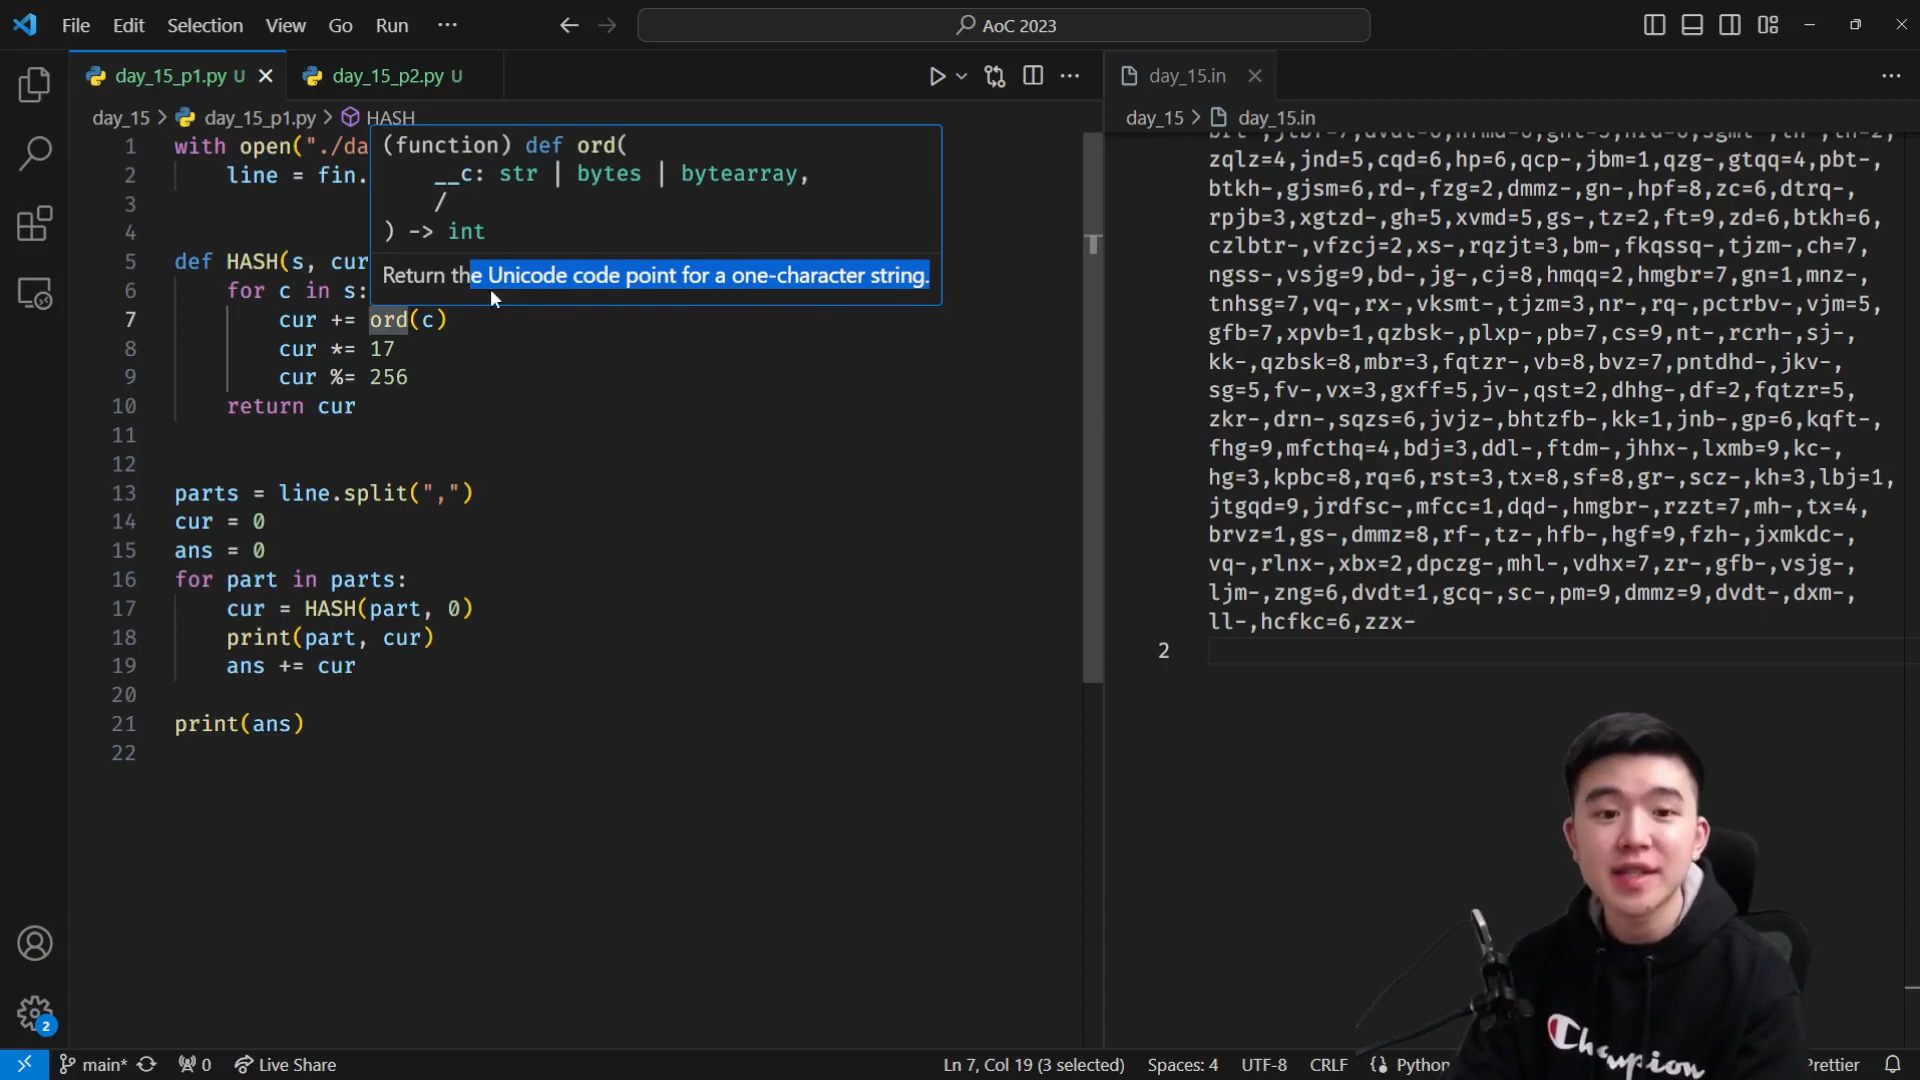 File Edit Selection View Go Run ···
AoC 2023
day_15_p1.py U
day_15_p2.py U
day_15.in
day_15 > day_15_p1.py > HASH
day_15 > day_15.in
1 with open("./da
2 line = fin.
3
4
5 def HASH(s, cur
6 for c in s:
7 cur += ord(c)
8 cur *= 17
9 cur %= 256
10 return cur
11
12
13 parts = line.split(",")
14 cur = 0
15 ans = 0
16 for part in parts:
17 cur = HASH(part, 0)
18 print(part, cur)
19 ans += cur
20
21 print(ans)
22
(function) def ord(
__c: str | bytes | bytearray,
/
) -> int
Return the Unicode code point for a one-character string.
zqlz=4,jnd=5,cqd=6,hp=6,qcp-,jbm=1,qzg-,gtqq=4,pbt-,
btkh-,gjsm=6,rd-,fzg=2,dmmz-,gn-,hpf=8,zc=6,dtrq-,
rpjb=3,xgtzd-,gh=5,xvmd=5,gs-,tz=2,ft=9,zd=6,btkh=6,
czlbtr-,vfzcj=2,xs-,rqzjt=3,bm-,fkqssq-,tjzm-,ch=7,
ngss-,vsjg=9,bd-,jg-,cj=8,hmqq=2,hmgbr=7,gn=1,mnz-,
tnhsg=7,vq-,rx-,vksmt-,tjzm=3,nr-,rq-,pctrbv-,vjm=5,
gfb=7,xpvb=1,qzbsk-,plxp-,pb=7,cs=9,nt-,rcrh-,sj-,
kk-,qzbsk=8,mbr=3,fqtzr-,vb=8,bvz=7,pntdhd-,jkv-,
sg=5,fv-,vx=3,gxff=5,jv-,qst=2,dhhg-,df=2,fqtzr=5,
zkr-,drn-,sqzs=6,jvjz-,bhtzfb-,kk=1,jnb-,gp=6,kqft-,
fhg=9,mfcthq=4,bdj=3,ddl-,ftdm-,jhhx-,lxmb=9,kc-,
hg=3,kpbc=8,rq=6,rst=3,tx=8,sf=8,gr-,scz-,kh=3,lbj=1,
jtgqd=9,jrdfsc-,mfcc=1,dqd-,hmgbr-,rzzt=7,mh-,tx=4,
brvz=1,gs-,dmmz=8,rf-,tz-,hfb-,hgf=9,fzh-,jxmkdc-,
vq-,rlnx-,xbx=2,dpczg-,mhl-,vdhx=7,zr-,gfb-,vsjg-,
ljm-,zng=6,dvdt=1,gcq-,sc-,pm=9,dmmz=9,dvdt-,dxm-,
ll-,hcfkc=6,zzx-
2
Champion
2
main* 0 Live Share
Ln 7, Col 19 (3 selected) Spaces: 4 UTF-8 CRLF Python